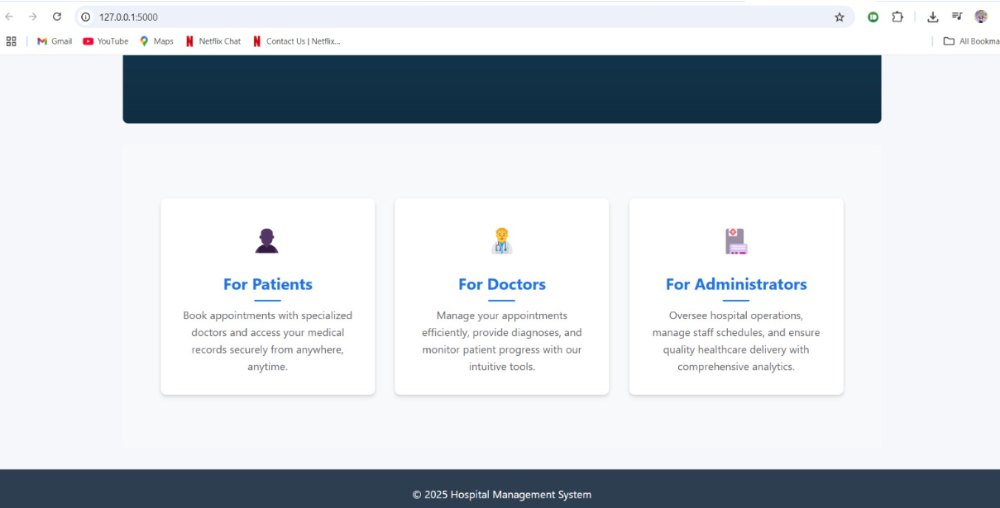 127.0.0.1:5000
Gmail YouTube Maps Netflix Chat Contact Us | Netflix... All Bookma
For Patients
Book appointments with specialized
doctors and access your medical
records securely from anywhere,
anytime.
For Doctors
Manage your appointments
efficiently, provide diagnoses, and
monitor patient progress with our
intuitive tools.
For Administrators
Oversee hospital operations,
manage staff schedules, and ensure
quality healthcare delivery with
comprehensive analytics.
© 2025 Hospital Management System